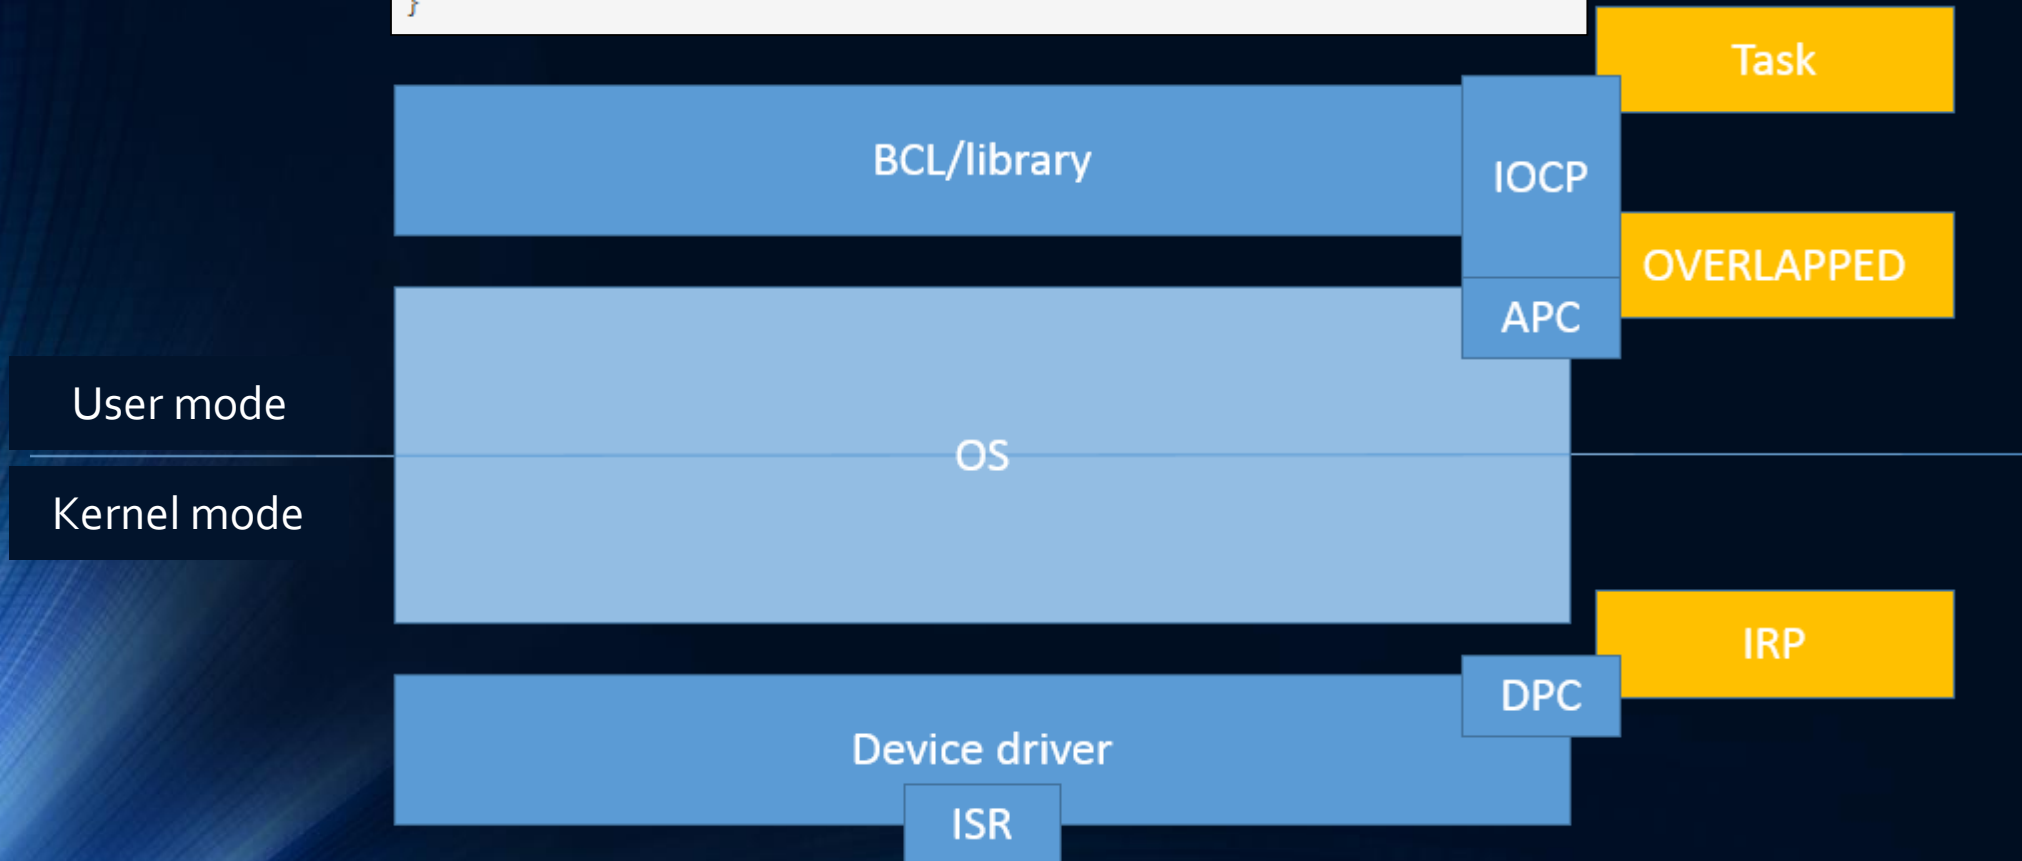 }
Task
BCL/library
IOCP
OVERLAPPED
APC
User mode
OS
Kernel mode
IRP
DPC
Device driver
ISR